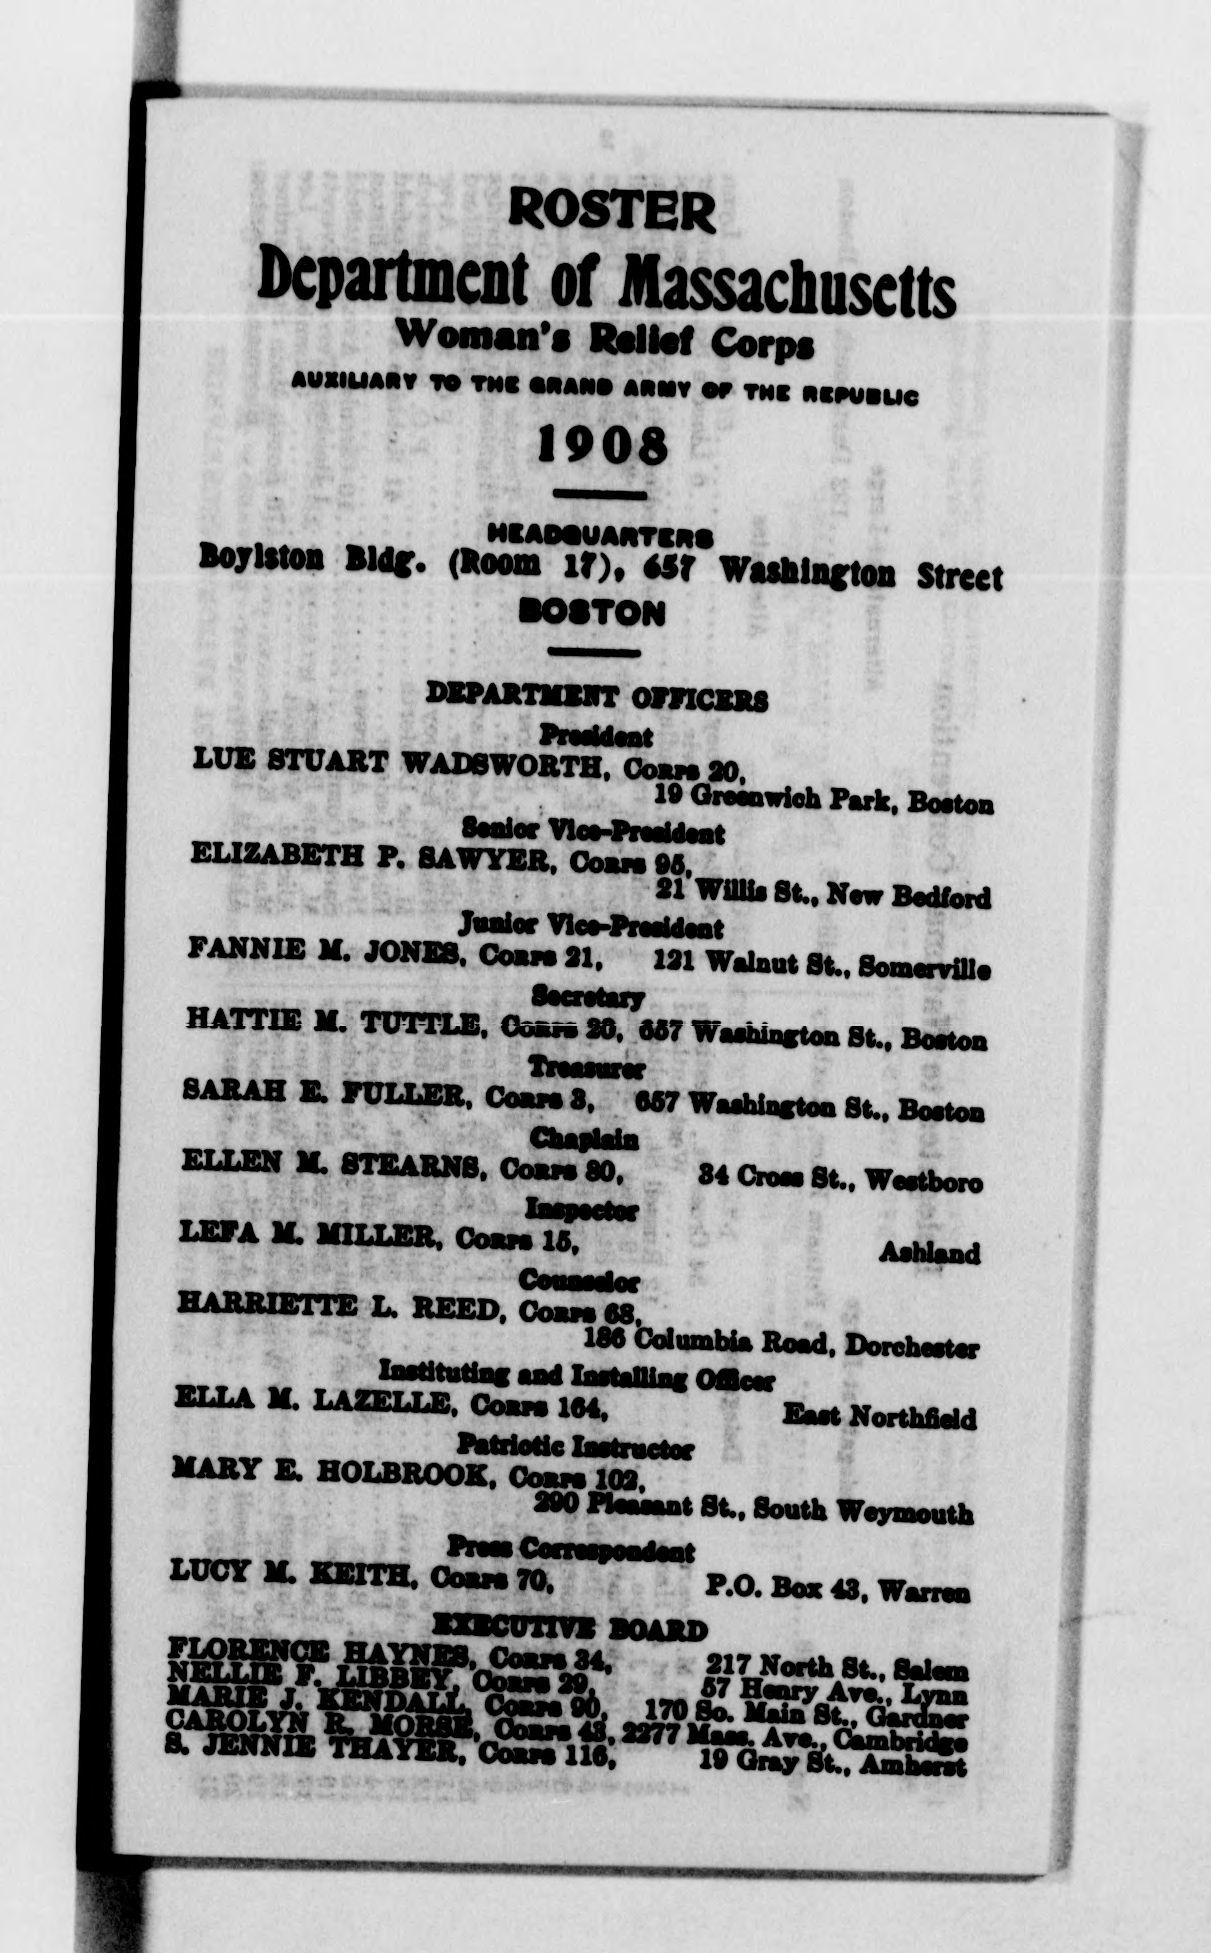 ROSTER
Department of Massachusetts
Woman's Relief Corps
AUXILIARY TO THE GRAND ARMY OF THE REPUBLIC
1908
HEADQUARTERS
Boylston Bldg. (Room 17), 657 Washington Street
BOSTON
DEPARTMENT OFFICERS
President
LUE STUART WADSWORTH, CORPS 20,
19 Greenwich Park, Boston
Senior Vice-President
ELIZABETH P. SAWYER, CORPS 95,
21 Willis St., New Bedford
Junior Vice-President
FANNIE M. JONES, CORPS 21, 121 Walnut St., Somerville
Secretary
HATTIE M. TUTTLE, CORPS 20, 657 Washington St., Boston
Treasurer
SARAH E. FULLER, CORPS 3, 657 Washington St., Boston
Chaplain
ELLEN M. STEARNS, CORPS 80, 34 Cross St., Westboro
Inspector
LEFA M. MILLER, CORPS 15, Ashland
Counselor
HARRIETTE L. REED, CORPS 68,
186 Columbia Road, Dorchester
Instituting and Installing Officer
ELLA M. LAZELLE, CORPS 164, East Northfield
Patriotic Instructor
MARY E. HOLBROOK, CORPS 102,
290 Pleasant St., South Weymouth
Press Correspondent
LUCY M. KEITH, CORPS 70, P.O. Box 43, Warren
EXECUTIVE BOARD
FLORENCE HAYNES, CORPS 34, 217 North St., Salem
NELLIE F. LIBBEY, CORPS 29, 57 Henry Ave., Lynn
MARIE J. KENDALL, CORPS 90, 170 So. Main St., Gardner
CAROLYN R. MORSE, CORPS 43, 2277 Mass. Ave., Cambridge
S. JENNIE THAYER, CORPS 116, 19 Gray St., Amherst